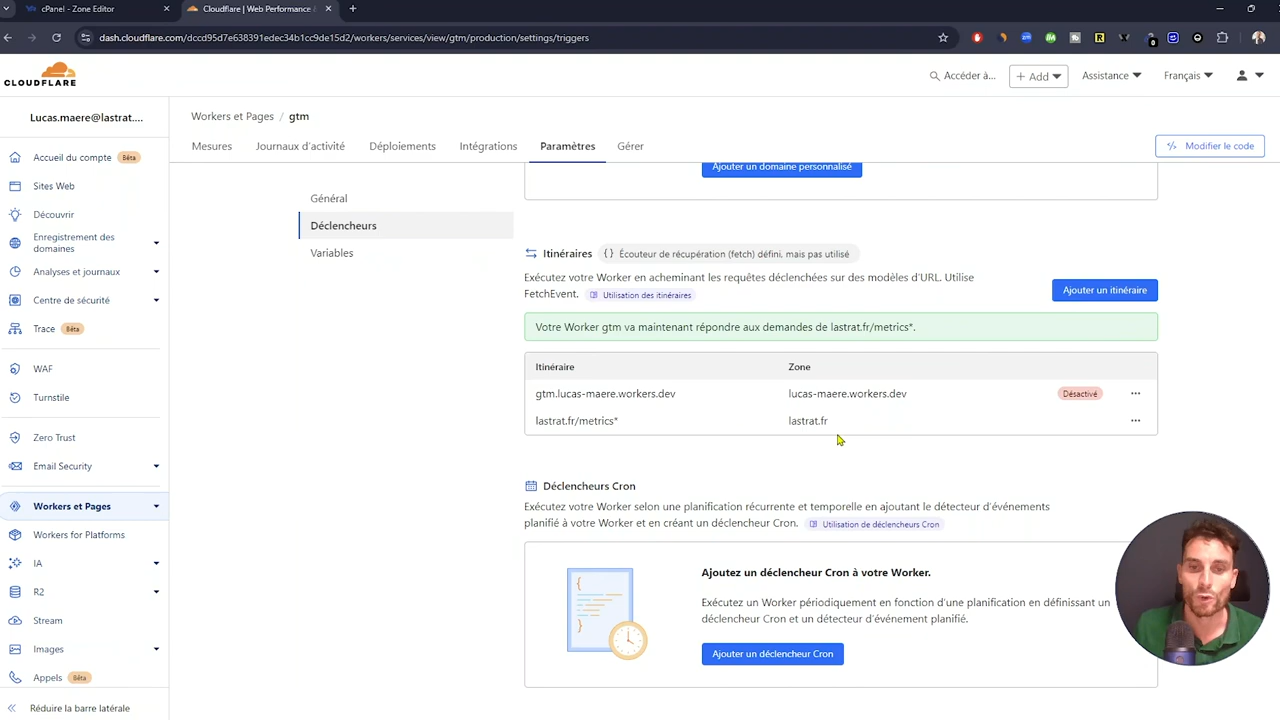 cPanel - Zone Editor
Cloudflare | Web Performance &
dash.cloudflare.com/dccd95d7e638391edec34b1cc9de15d2/workers/services/view/gtm/production/settings/triggers
CLOUDFLARE
Accéder à...
Add
Assistance
Français
Lucas.maere@lastrat....
Workers et Pages / gtm
Mesures
Journaux d'activité
Déploiements
Intégrations
Paramètres
Gérer
Modifier le code
Accueil du compte Bêta
Sites Web
Découvrir
Enregistrement des
domaines
Analyses et journaux
Centre de sécurité
Trace Bêta
WAF
Turnstile
Zero Trust
Email Security
Workers et Pages
Workers for Platforms
IA
R2
Stream
Images
Appels Bêta
Réduire la barre latérale
Général
Déclencheurs
Variables
Ajouter un domaine personnalisé
Itinéraires { } Écouteur de récupération (fetch) défini, mais pas utilisé
Exécutez votre Worker en acheminant les requêtes déclenchées sur des modèles d'URL. Utilise
FetchEvent. Utilisation des itinéraires
Ajouter un itinéraire
Votre Worker gtm va maintenant répondre aux demandes de lastrat.fr/metrics*.
Itinéraire Zone
gtm.lucas-maere.workers.dev lucas-maere.workers.dev Désactivé ...
lastrat.fr/metrics* lastrat.fr ...
Déclencheurs Cron
Exécutez votre Worker selon une planification récurrente et temporelle en ajoutant le détecteur d'événements
planifié à votre Worker et en créant un déclencheur Cron. Utilisation de déclencheurs Cron
Ajoutez un déclencheur Cron à votre Worker.
Exécutez un Worker périodiquement en fonction d'une planification en définissant un
déclencheur Cron et un détecteur d'événement planifié.
Ajouter un déclencheur Cron